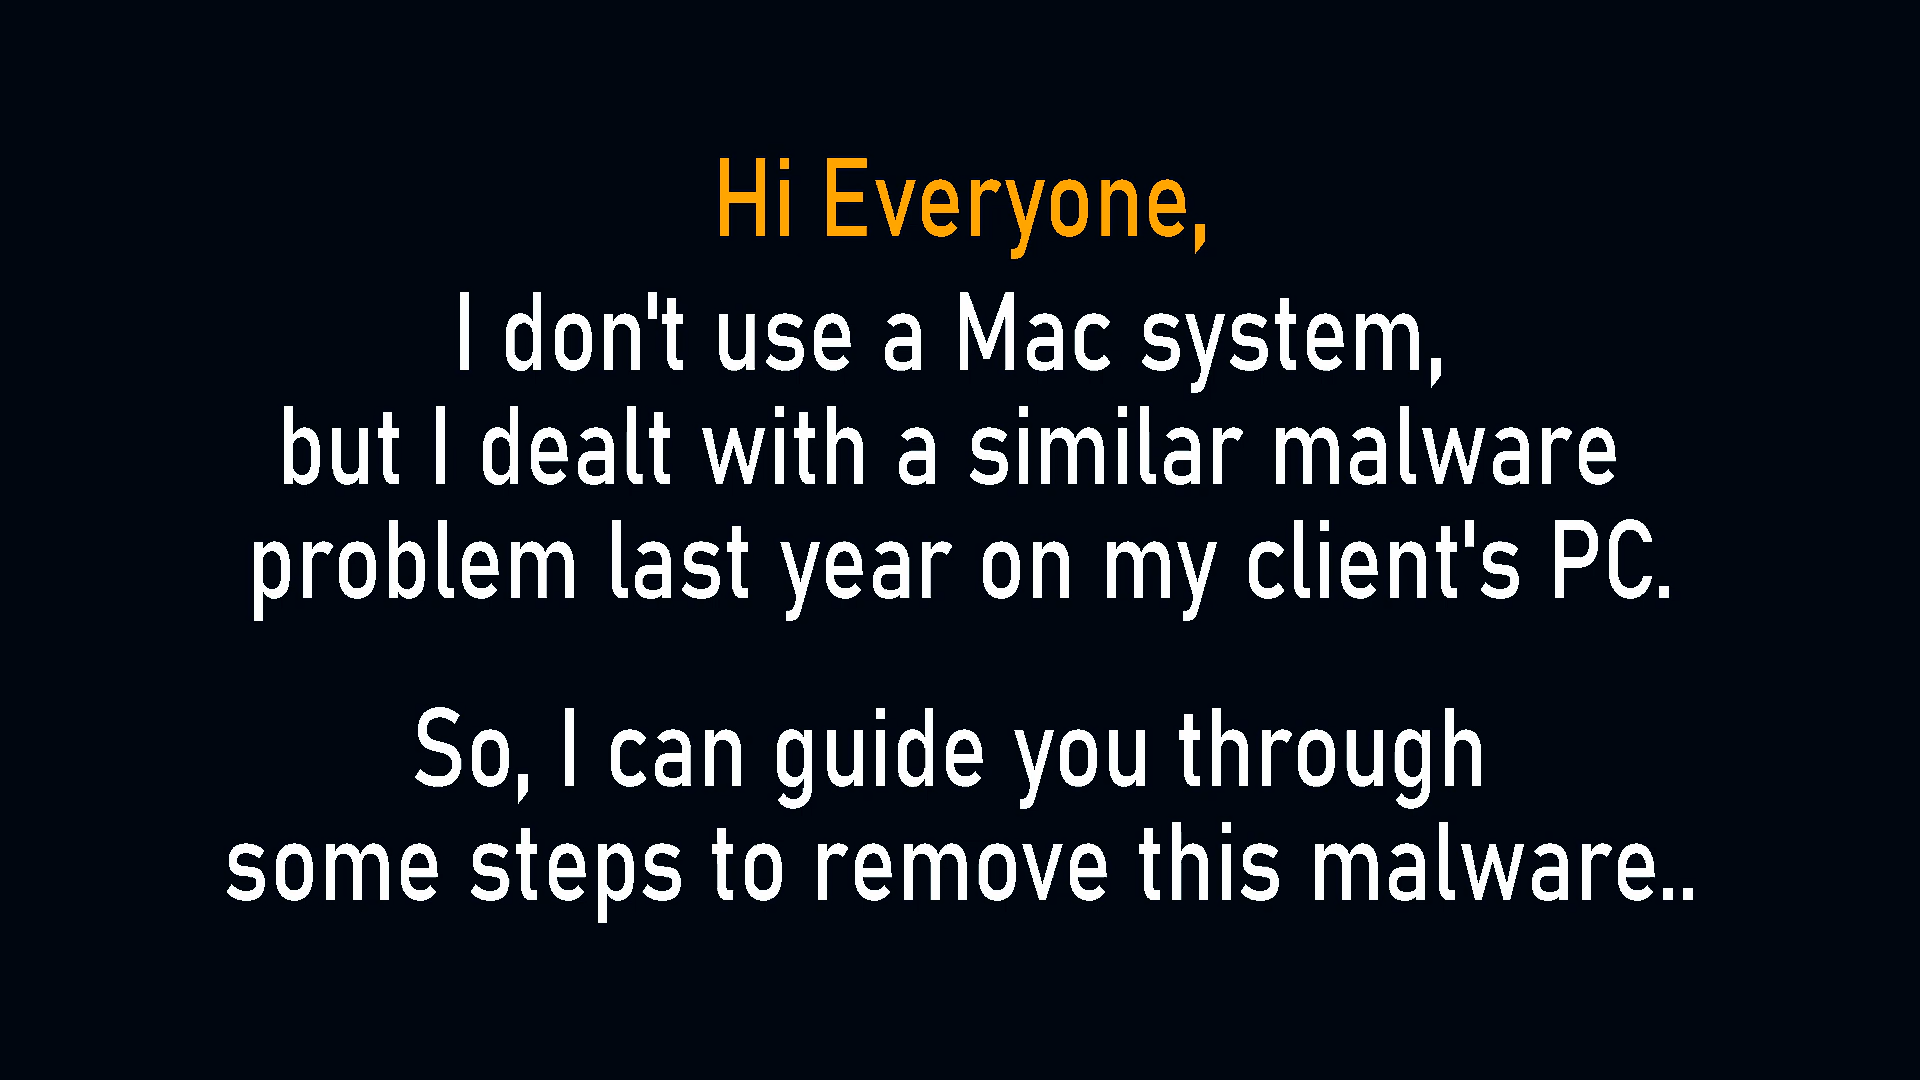 Hi Everyone,
I don't use a Mac system,
but I dealt with a similar malware
problem last year on my client's PC.
So, I can guide you through
some steps to remove this malware..